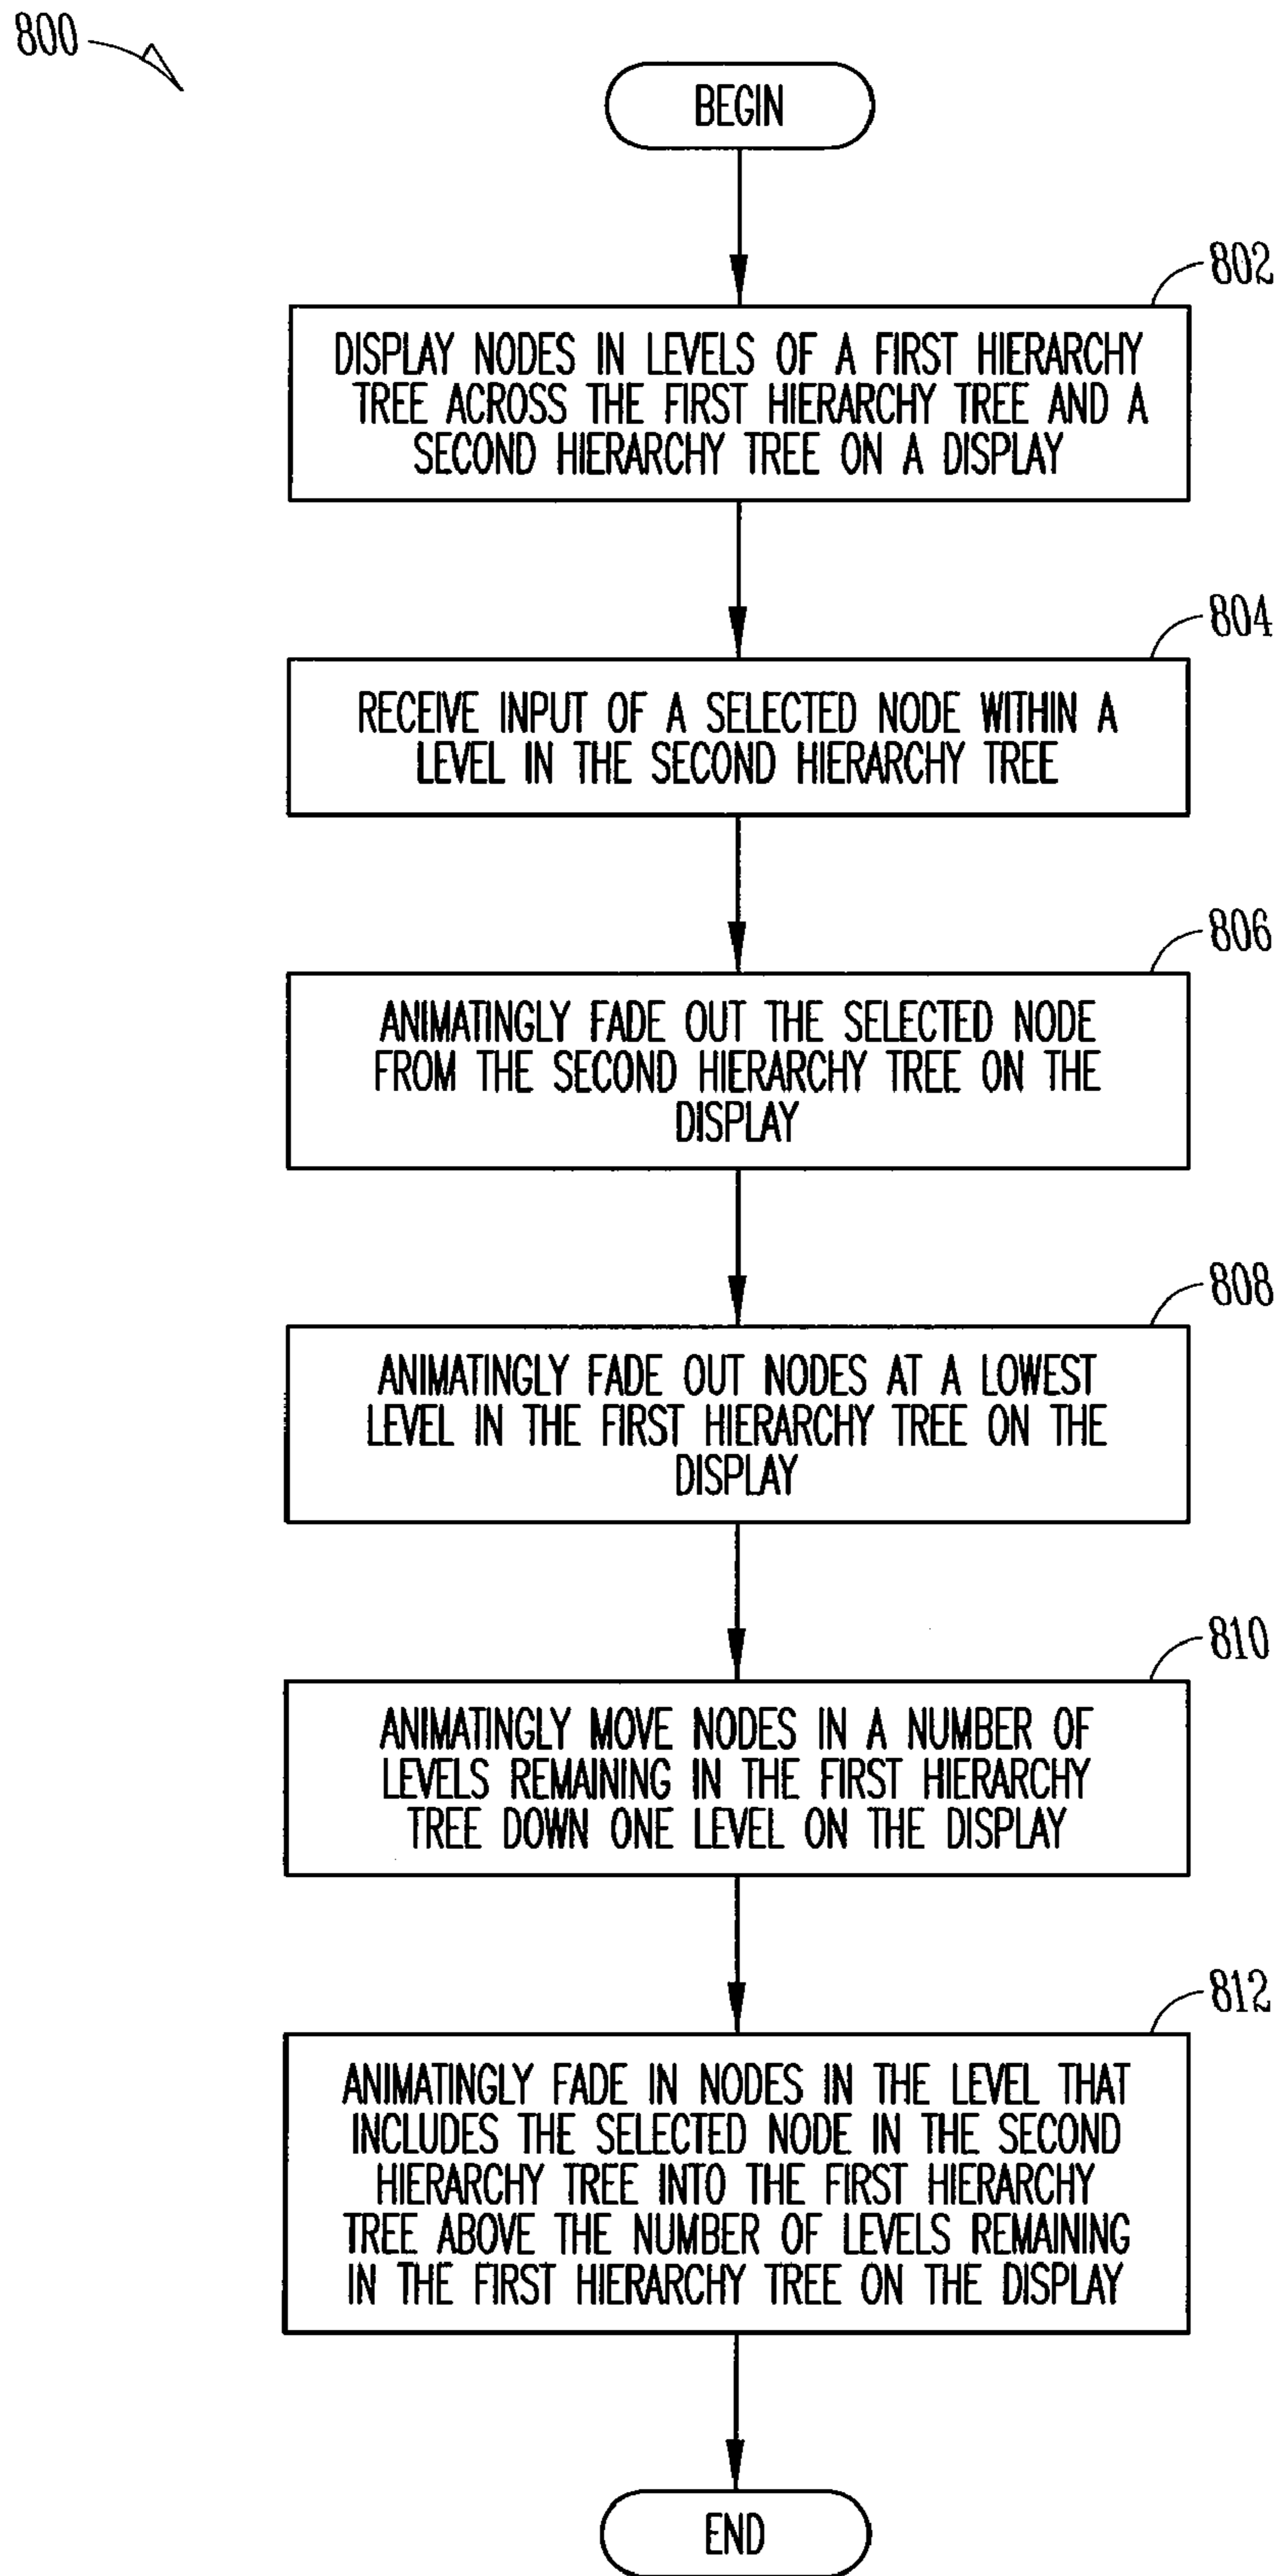 800
BEGIN
802
DISPLAY NODES IN LEVELS OF A FIRST HIERARCHY
TREE ACROSS THE FIRST HIERARCHY TREE AND A
SECOND HIERARCHY TREE ON A DISPLAY
804
RECEIVE INPUT OF A SELECTED NODE WITHIN A
LEVEL IN THE SECOND HIERARCHY TREE
806
ANIMATINGLY FADE OUT THE SELECTED NODE
FROM THE SECOND HIERARCHY TREE ON THE
DISPLAY
808
ANIMATINGLY FADE OUT NODES AT A LOWEST
LEVEL IN THE FIRST HIERARCHY TREE ON THE
DISPLAY
810
ANIMATINGLY MOVE NODES IN A NUMBER OF
LEVELS REMAINING IN THE FIRST HIERARCHY
TREE DOWN ONE LEVEL ON THE DISPLAY
812
ANIMATINGLY FADE IN NODES IN THE LEVEL THAT
INCLUDES THE SELECTED NODE IN THE SECOND
HIERARCHY TREE INTO THE FIRST HIERARCHY
TREE ABOVE THE NUMBER OF LEVELS REMAINING
IN THE FIRST HIERARCHY TREE ON THE DISPLAY
END